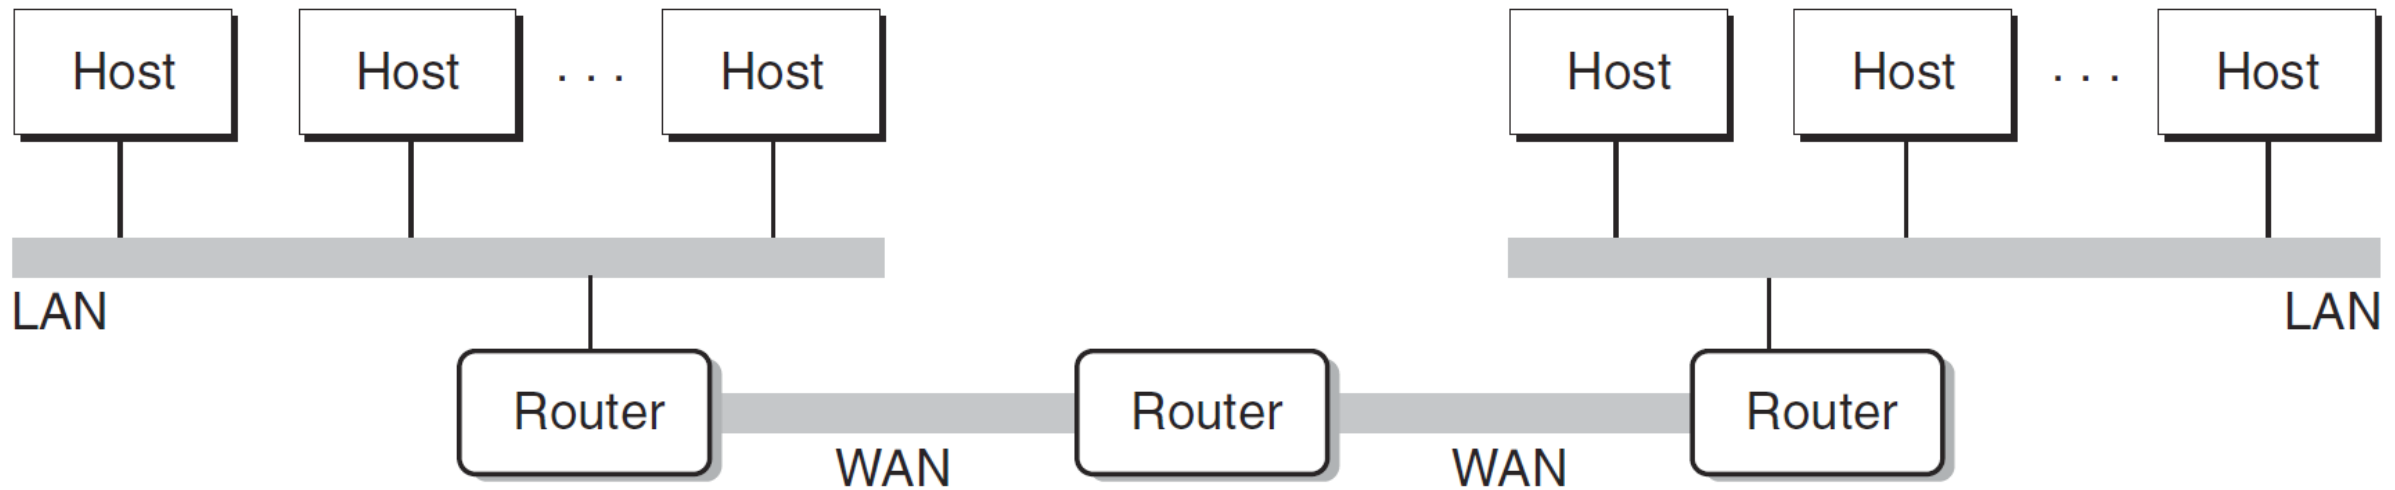 Host Host . . . Host Host Host . . . Host
LAN LAN
Router Router Router
WAN WAN